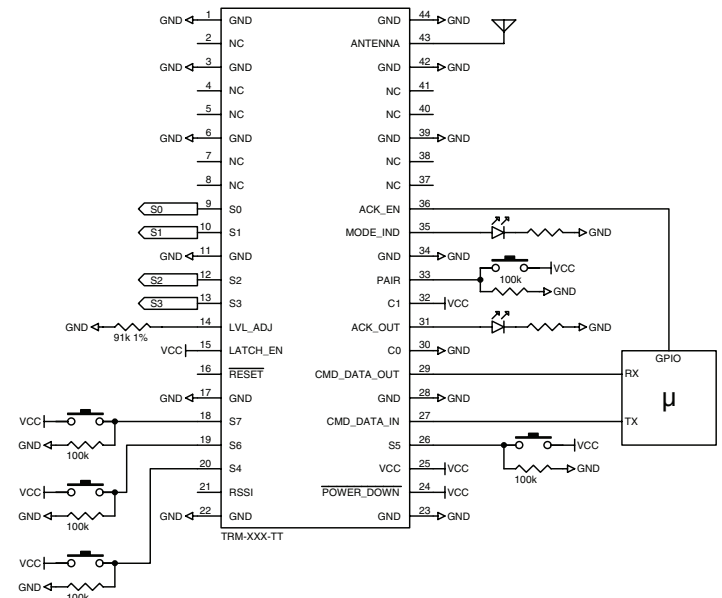 GND 1 GND GND 44 GND
2 NC ANTENNA 43
GND 3 GND GND 42 GND
4 NC NC 41
5 NC NC 40
GND 6 GND GND 39 GND
7 NC NC 38
8 NC NC 37
S0 9 S0 ACK_EN 36
S1 10 S1 MODE_IND 35 GND
GND 11 GND GND 34 GND
S2 12 S2 PAIR 33 100k VCC
GND
S3 13 S3 C1 32 VCC
GND 91k 1% 14 LVL_ADJ ACK_OUT 31 GND
VCC 15 LATCH_EN C0 30 GND
16 RESET CMD_DATA_OUT 29 RX
GPIO
µ
GND 17 GND GND 28 GND
VCC 18 S7 CMD_DATA_IN 27 TX
GND 100k
19 S6 S5 26 VCC
100k GND
20 S4 VCC 25 VCC
VCC 21 RSSI POWER_DOWN 24 VCC
GND 100k
GND 22 GND GND 23 GND
TRM-XXX-TT
VCC
GND 100k